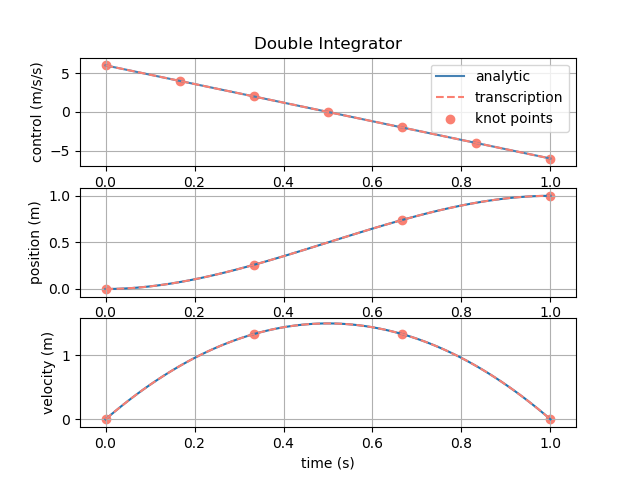 Double Integrator
control (m/s/s)
5
0
−5
analytic
transcription
knot points
0.0 0.2 0.4 0.6 0.8 1.0
position (m)
1.0
0.5
0.0
0.0 0.2 0.4 0.6 0.8 1.0
velocity (m)
1
0
0.0 0.2 0.4 0.6 0.8 1.0
time (s)